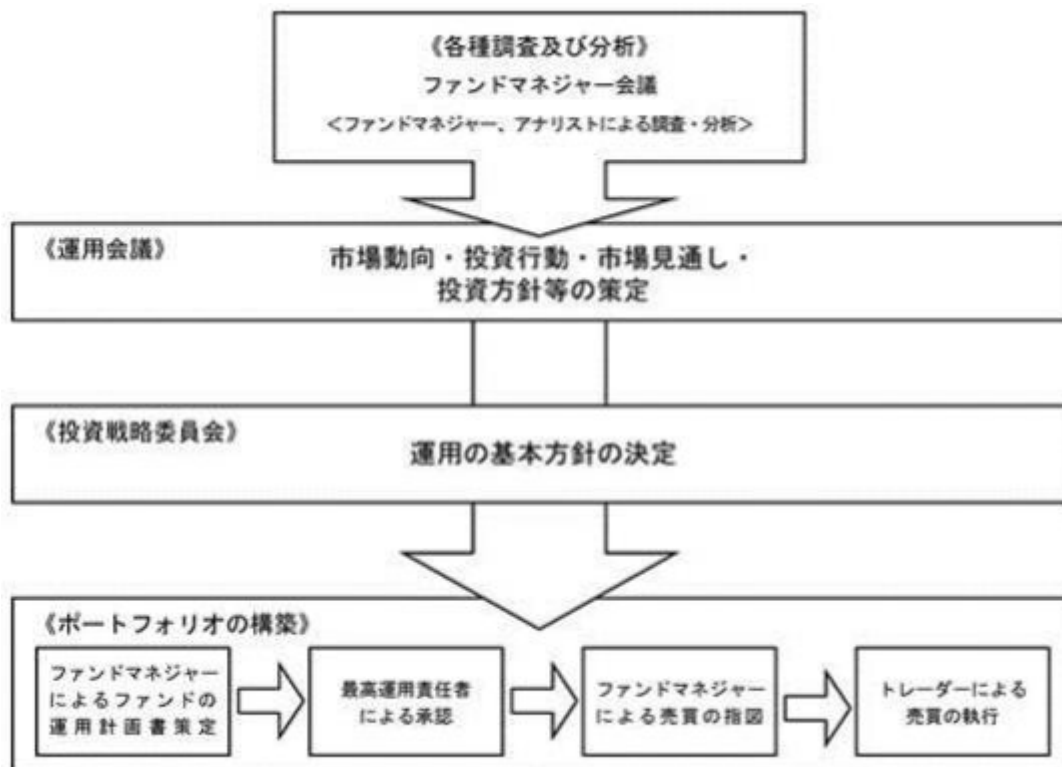 《各種調査及び分析》
ファンドマネジャー会議
<ファンドマネジャー、アナリストによる調査・分析>
《運用会議》
市場動向・投資行動・市場見通し・
投資方針等の策定
《投資戦略委員会》
運用の基本方針の決定
《ポートフォリオの構築》
ファンドマネジャー
によるファンドの
運用計画書策定
最高運用責任者
による承認
ファンドマネジャー
による売買の指図
トレーダーによる
売買の執行